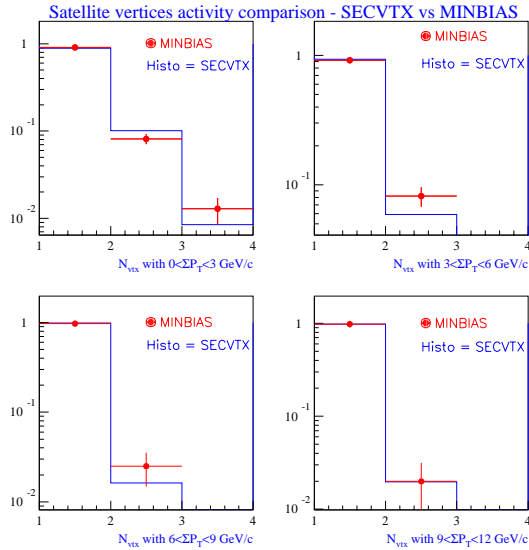 Satellite vertices activity comparison - SECVTX vs MINBIAS
1
10⁻¹
10⁻²
MINBIAS
Histo = SECVTX
1 2 3 4
N_vtx with 0<ΣP_T<3 GeV/c
1
10⁻¹
MINBIAS
Histo = SECVTX
1 2 3 4
N_vtx with 3<ΣP_T<6 GeV/c
1
10⁻¹
10⁻²
MINBIAS
Histo = SECVTX
1 2 3 4
N_vtx with 6<ΣP_T<9 GeV/c
1
10⁻¹
10⁻²
MINBIAS
Histo = SECVTX
1 2 3 4
N_vtx with 9<ΣP_T<12 GeV/c